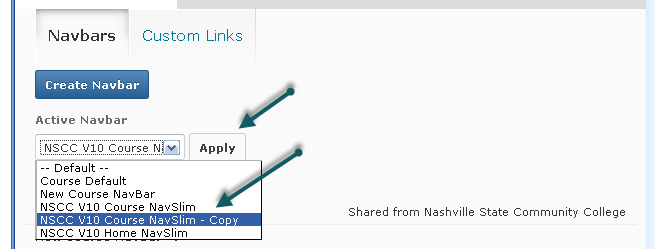 Navbars Custom Links
Create Navbar
Active Navbar
NSCC V10 Course N Apply
-- Default --
Course Default
New Course NavBar
NSCC V10 Course NavSlim
NSCC V10 Course NavSlim - Copy
Shared from Nashville State Community College
NSCC V10 Home NavSlim